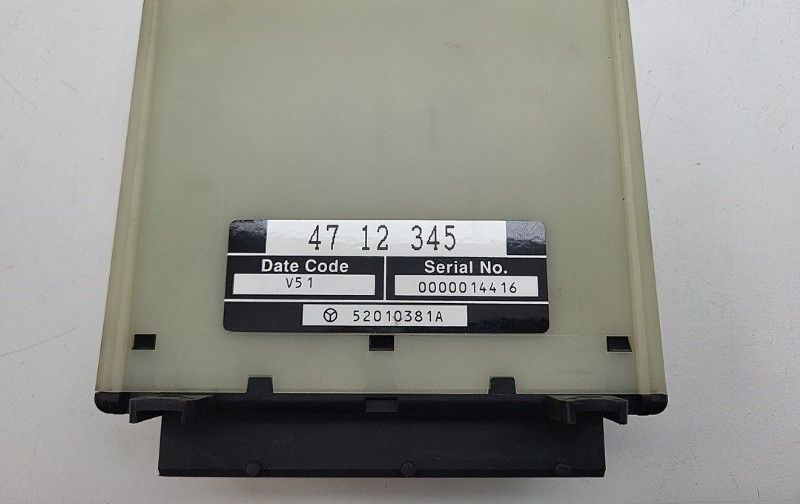 47 12 345
Date Code Serial No.
V51 0000014416
52010381A